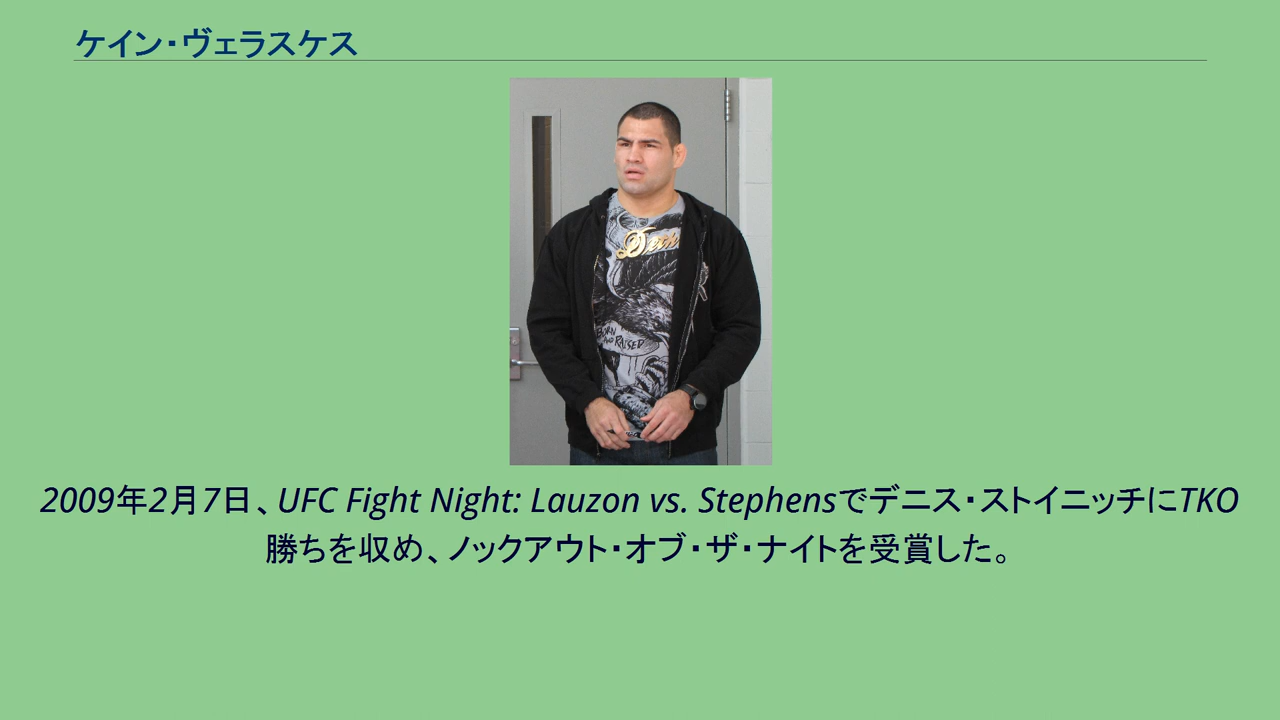 ケイン・ヴェラスケス
BORN
AND RAISED
2009年2月7日、UFC Fight Night: Lauzon vs. Stephensでデニス・ストイニッチにTKO
勝ちを収め、ノックアウト・オブ・ザ・ナイトを受賞した。